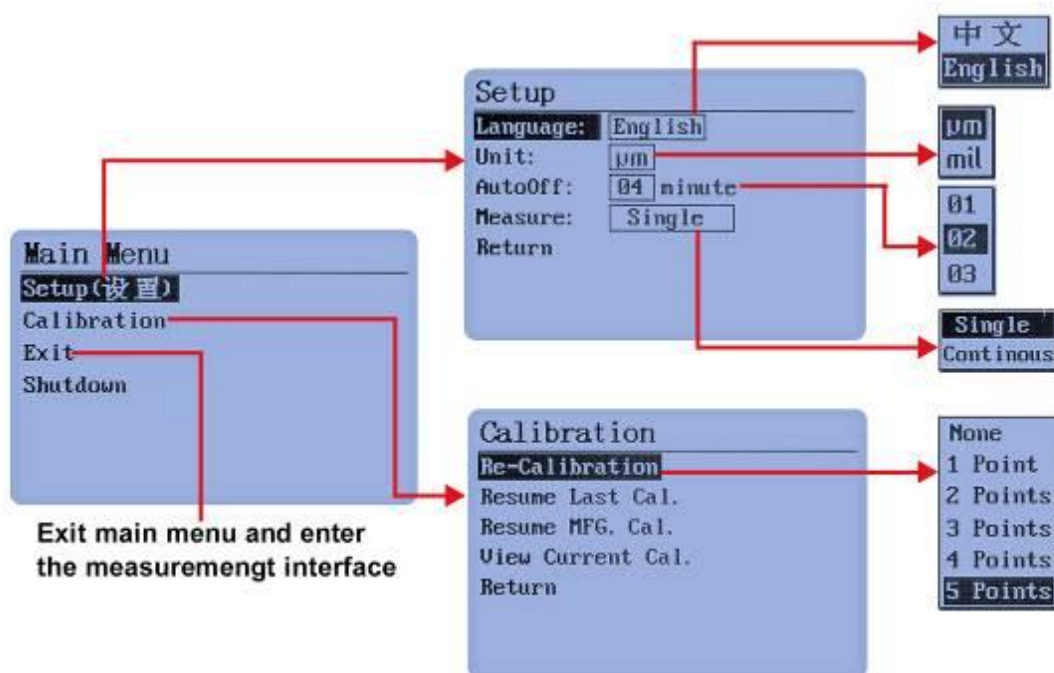 Main Menu
Setup(设置)
Calibration
Exit
Shutdown
Exit main menu and enter
the measuremengt interface
Setup
Language: English
Unit: µm
AutoOff: 04 minute
Measure: Single
Return
中文
English
µm
mil
01
02
03
Single
Continous
Calibration
Re-Calibration
Resume Last Cal.
Resume MFG. Cal.
View Current Cal.
Return
None
1 Point
2 Points
3 Points
4 Points
5 Points